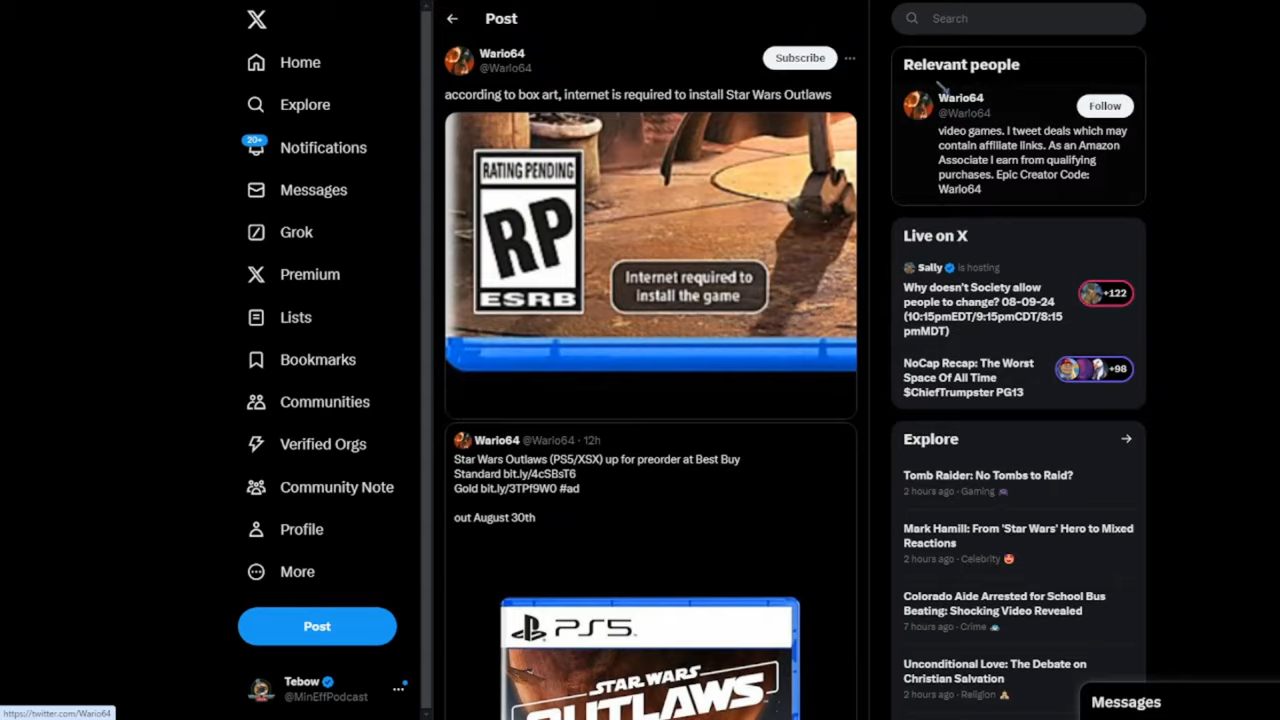 Home
Explore
20+
Notifications
Messages
Grok
Premium
Lists
Bookmarks
Communities
Verified Orgs
Community Note
Profile
More
Post
Tebow
@MinEffPodcast
https://twitter.com/Wario64
Post
Wario64
@Wario64
Subscribe
according to box art, internet is required to install Star Wars Outlaws
RATING PENDING
RP
ESRB
Internet required to
install the game
Wario64 @Wario64 · 12h
Star Wars Outlaws (PS5/XSX) up for preorder at Best Buy
Standard bit.ly/4cSBsT6
Gold bit.ly/3TPf9W0 #ad
out August 30th
PS5
STAR WARS
OUTLAWS
Search
Relevant people
Wario64
@Wario64
Follow
video games. I tweet deals which may
contain affiliate links. As an Amazon
Associate I earn from qualifying
purchases. Epic Creator Code:
Wario64
Live on X
Sally is hosting
Why doesn't Society allow
people to change? 08-09-24
(10:15pmEDT/9:15pmCDT/8:15
pmMDT)
+122
NoCap Recap: The Worst
Space Of All Time
$ChiefTrumpster PG13
+98
Explore
Tomb Raider: No Tombs to Raid?
2 hours ago · Gaming
Mark Hamill: From 'Star Wars' Hero to Mixed
Reactions
2 hours ago · Celebrity
Colorado Aide Arrested for School Bus
Beating: Shocking Video Revealed
7 hours ago · Crime
Unconditional Love: The Debate on
Christian Salvation
2 hours ago · Religion
Messages